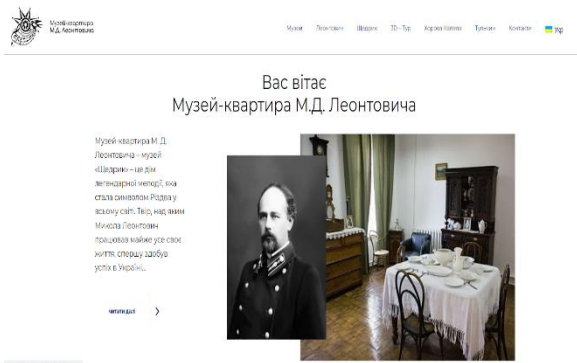 Музей-квартира
М.Д. Леонтовича
Музей Леонтович Щедрик 3D - Тур Хорова Капела Туризм Контакти Укр
Вас вітає
Музей-квартира М.Д. Леонтовича
Музей-квартира М. Д.
Леонтовича – музей
«Щедрик» – це дім
легендарної мелодії, яка
стала символом Різдва у
всьому світі. Твір, над яким
Микола Леонтович
працював майже усе своє
життя, спершу здобув
успіх в Україні,..
читати далі